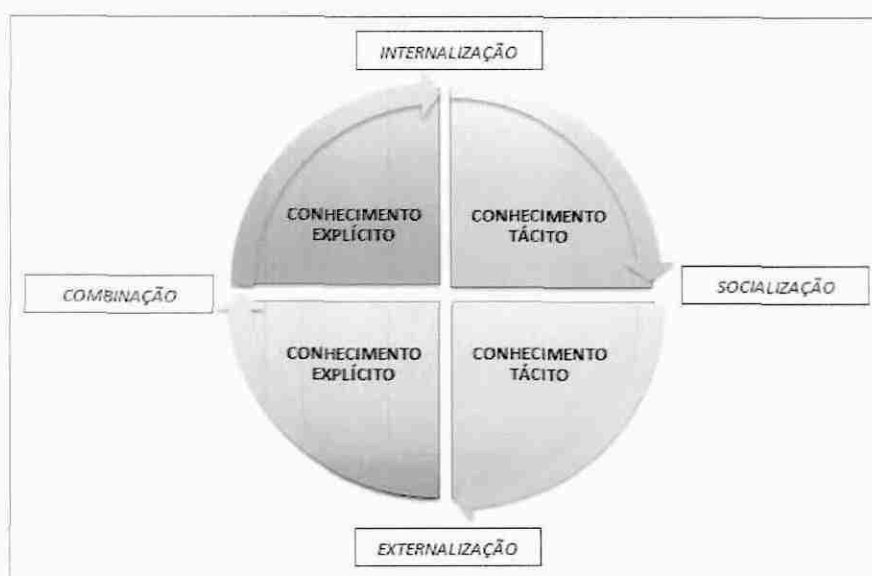 INTERNALIZAÇÃO
CONHECIMENTO
EXPLÍCITO
CONHECIMENTO
TÁCITO
COMBINAÇÃO
SOCIALIZAÇÃO
CONHECIMENTO
EXPLÍCITO
CONHECIMENTO
TÁCITO
EXTERNALIZAÇÃO